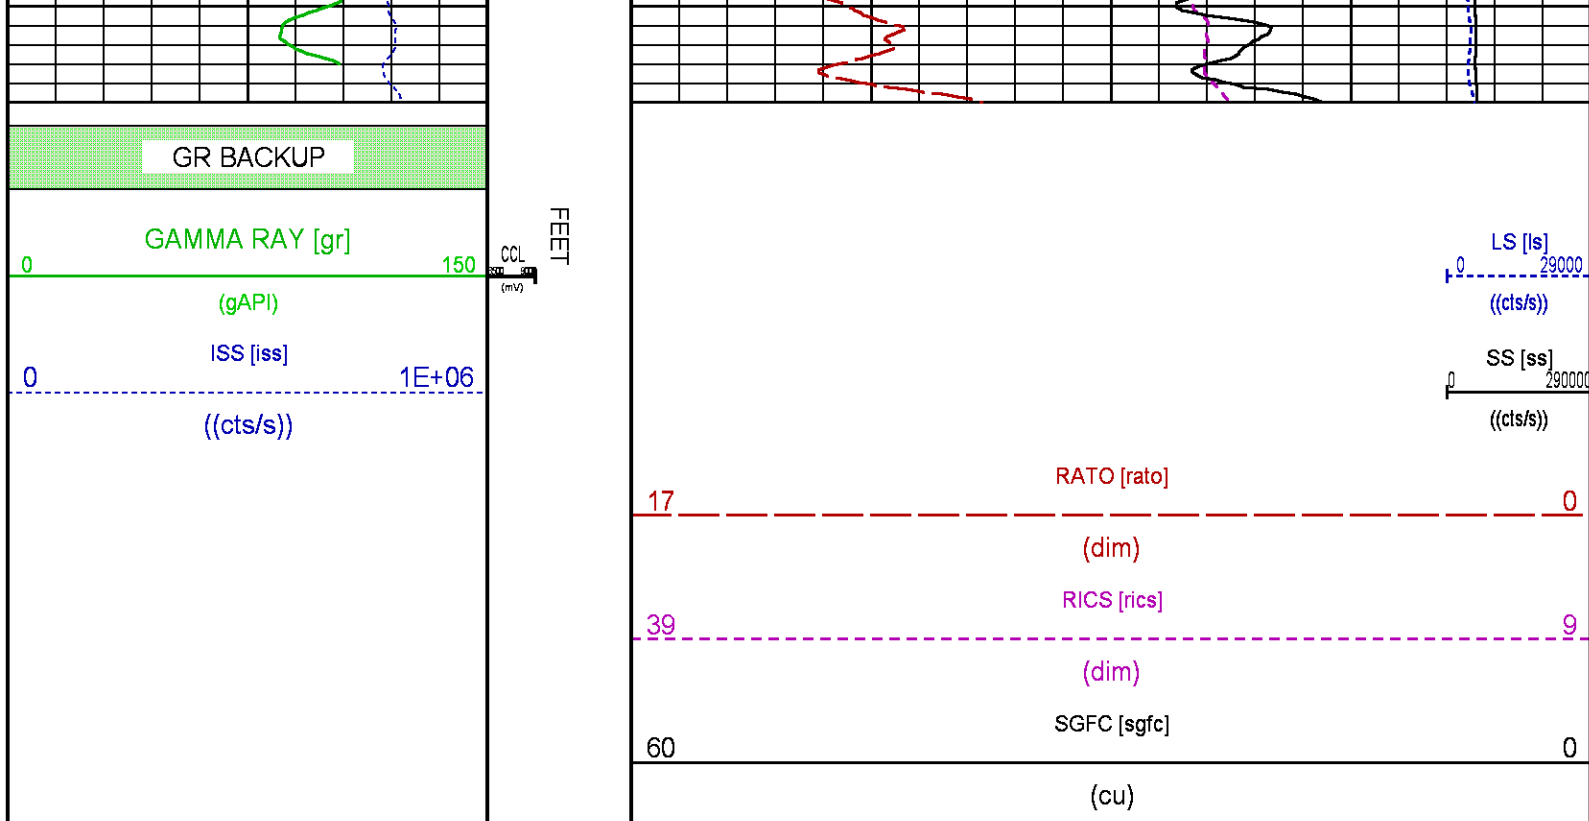 GR BACKUP
FEET
GAMMA RAY [gr]
0 150
(gAPI)
ISS [iss]
0 1E+06
((cts/s))
CCL
(mV)
LS [ls]
0 29000
((cts/s))
SS [ss]
0 290000
((cts/s))
RATO [rato]
17 0
(dim)
RICS [rics]
39 9
(dim)
SGFC [sgfc]
60 0
(cu)